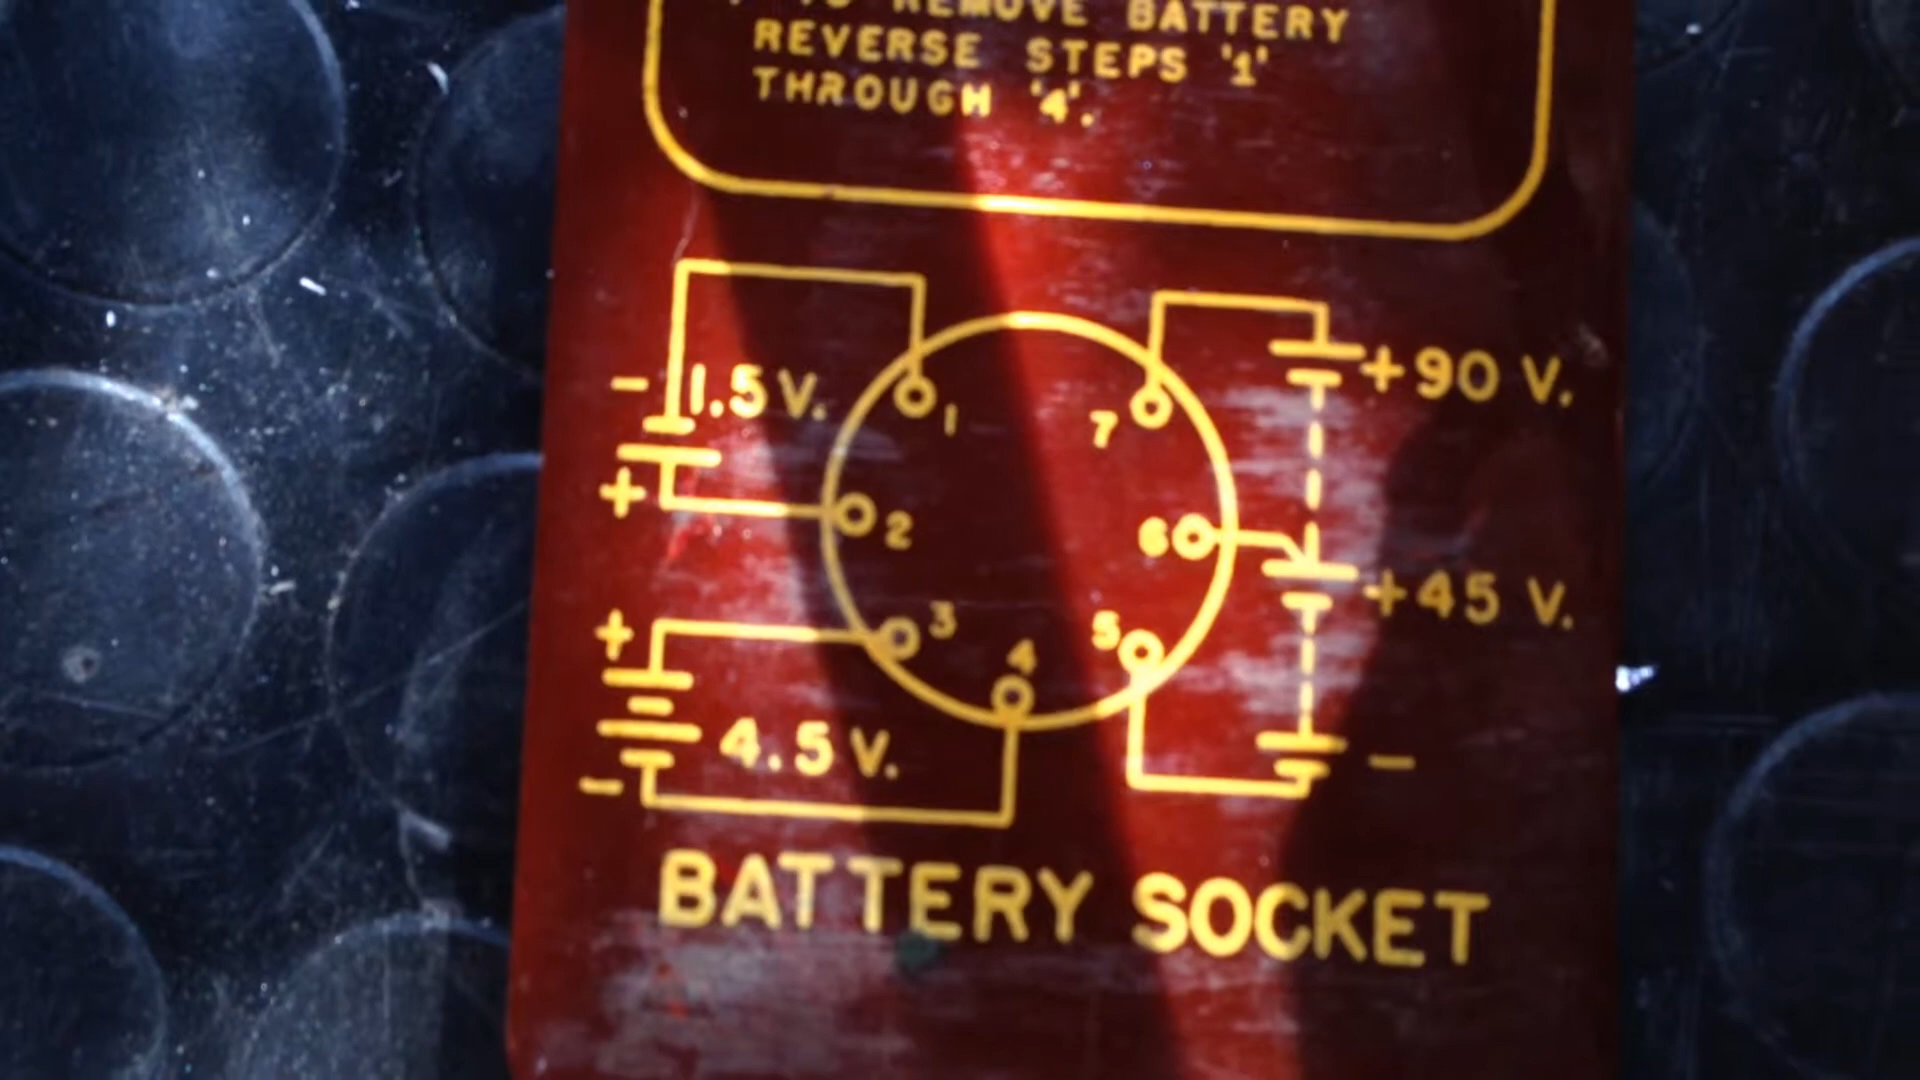 TO REMOVE BATTERY
REVERSE STEPS '1'
THROUGH '4'.
- 1.5 V.
+
1
2
+
3
4
4.5 V.
-
7
+90 V.
6
+45 V.
5
-
BATTERY SOCKET